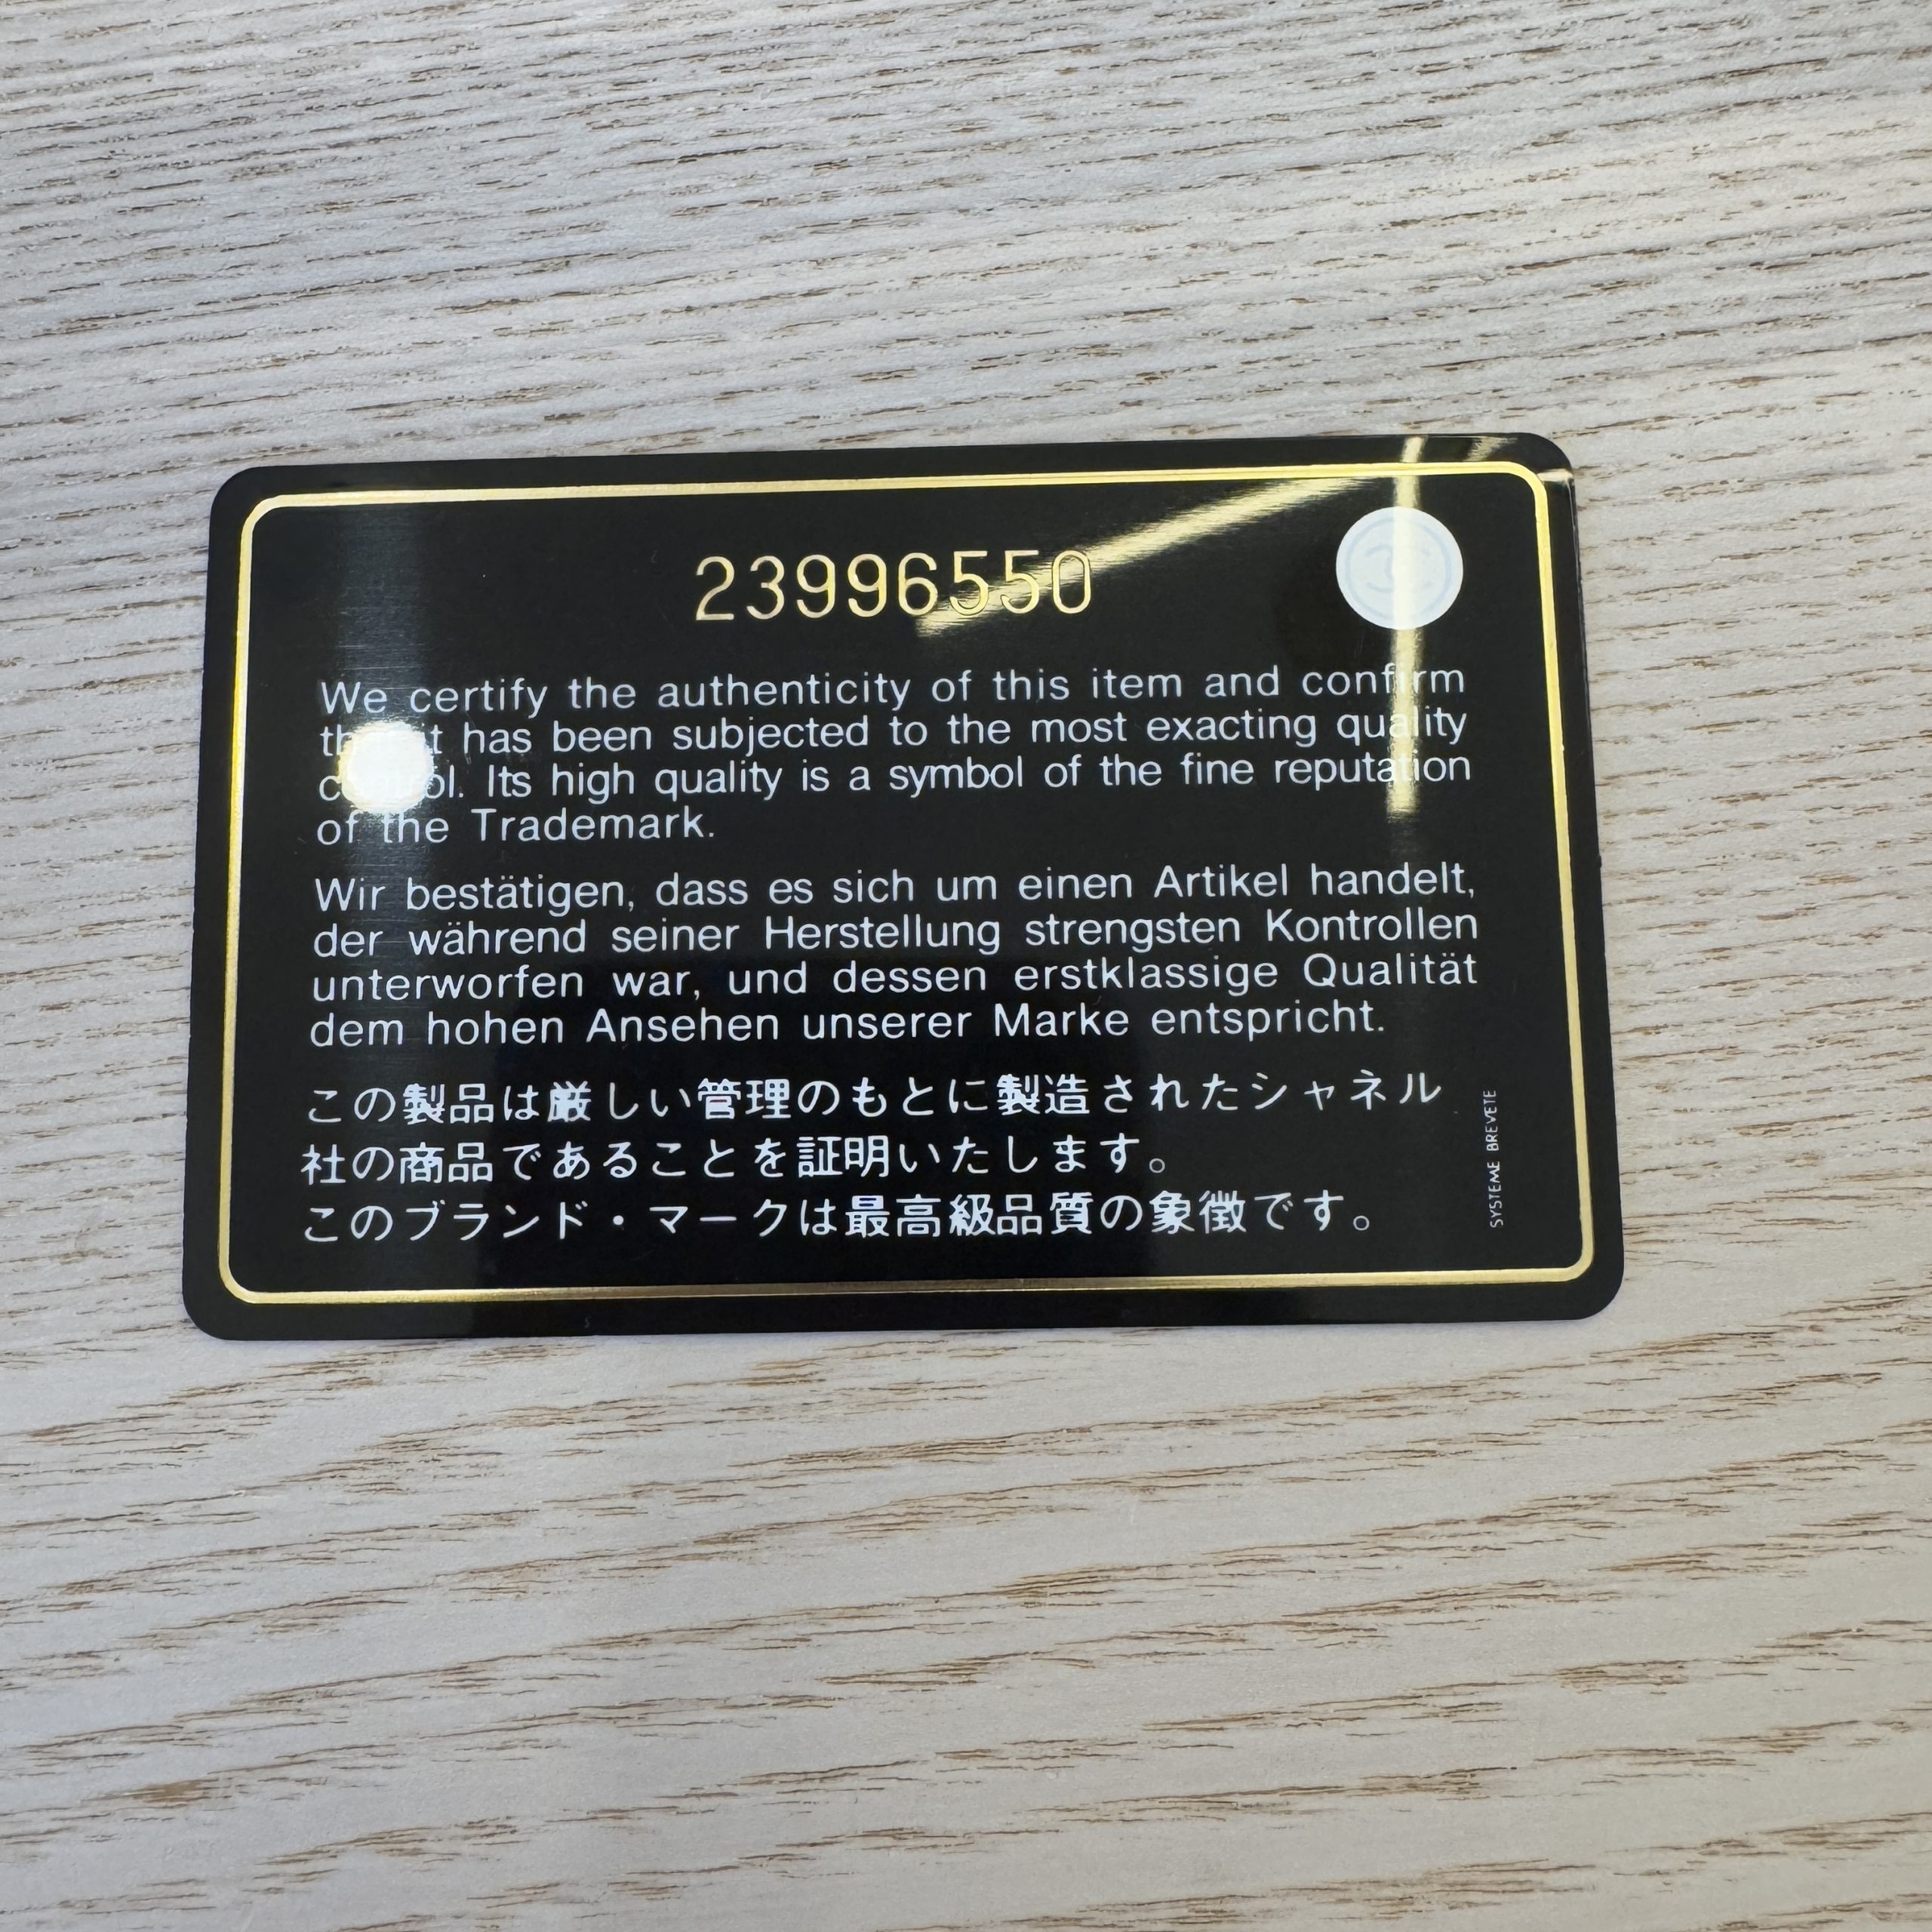 23996550
We certify the authenticity of this item and confirm
has been subjected to the most exacting quality
Its high quality is a symbol of the fine reputation
of the Trademark.
Wir bestätigen, dass es sich um einen Artikel handelt,
der während seiner Herstellung strengsten Kontrollen
unterworfen war, und dessen erstklassige Qualität
dem hohen Ansehen unserer Marke entspricht.
この製品は厳しい管理のもとに製造されたシャネル
社の商品であることを証明いたします。
このブランド・マークは最高級品質の象徴です。
SYSTEME BREVETE